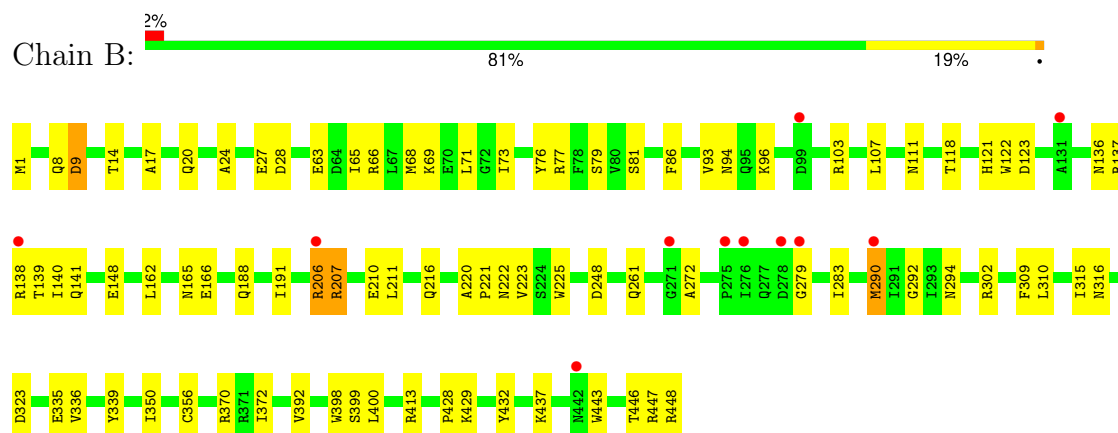 2%
Chain B:
81% 19% •
M1 Q8 D9 T14 A17 Q20 A24 E27 D28 E63 D64 I65 R66 L67 M68 K69 E70 L71 G72 I73 Y76 R77 F78 S79 V80 S81 F86 V93 N94 Q95 K96 D99 R103 L107 N111 T118 H121 W122 D123 A131 N136 R137
R138 T139 I140 Q141 E148 L162 N165 E166 Q188 I191 R206 R207 E210 L211 Q216 A220 P221 N222 V223 S224 W225 D248 Q261 G271 A272 P275 I276 Q277 D278 G279 I283 M290 I291 G292 I293 N294 R302 F309 L310 I315 N316
D323 E335 V336 Y339 I350 C356 R370 R371 I372 V392 W398 S399 L400 R413 P428 K429 Y432 K437 N442 W443 T446 R447 R448